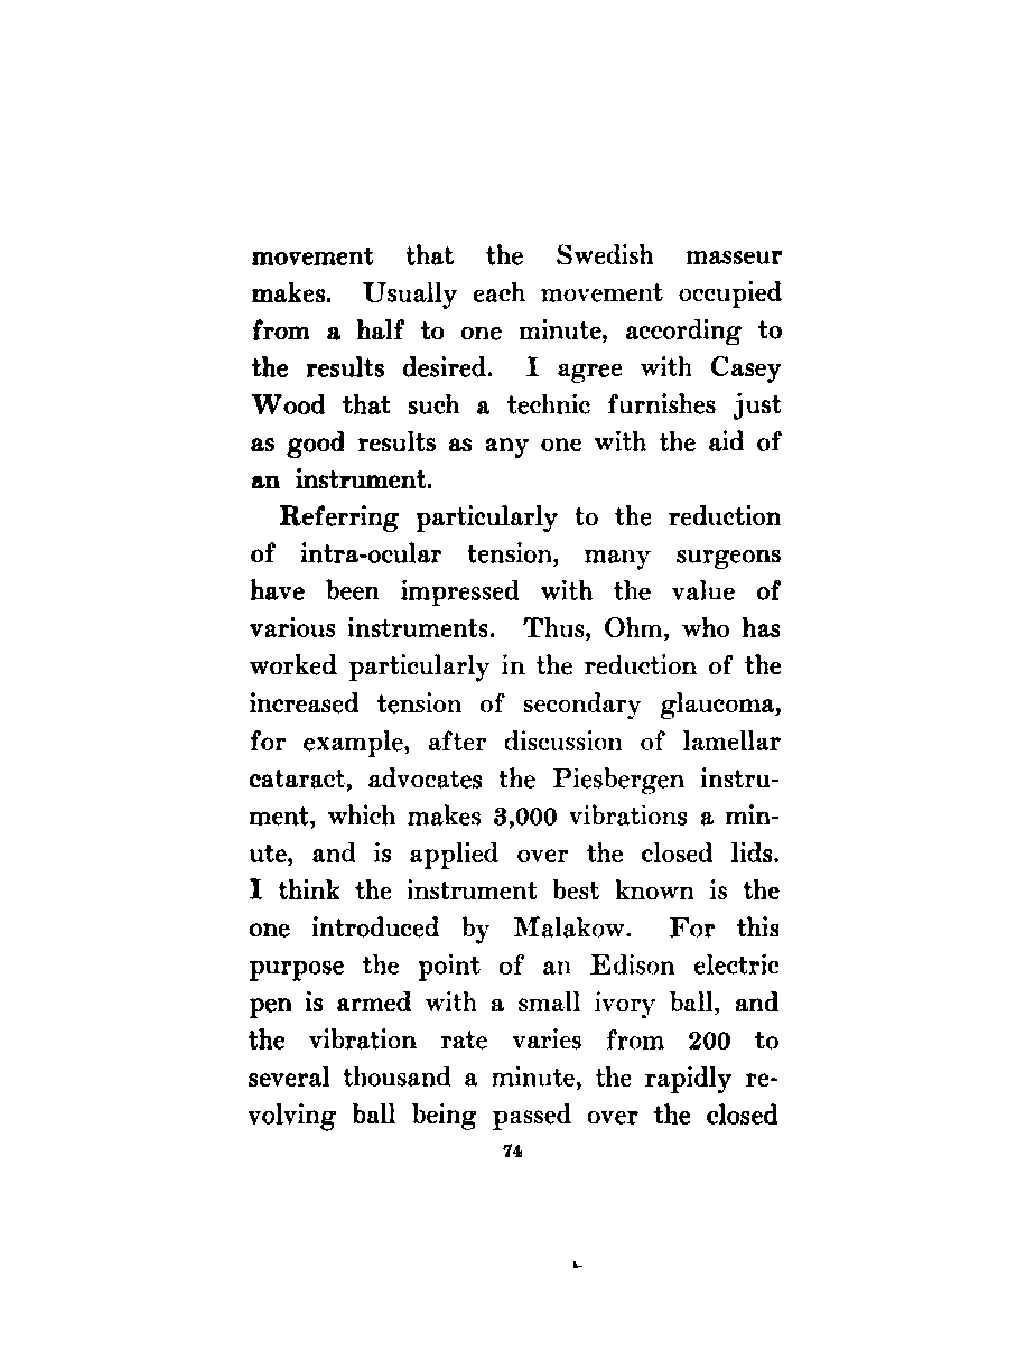 movement that the Swedish masseur
makes. Usually each movement occupied
from a half to one minute, according to
the results desired. I agree with Casey
Wood that such a technic furnishes just
as good results as any one with the aid of
an instrument.
Referring particularly to the reduction
of intra-ocular tension, many surgeons
have been impressed with the value of
various instruments. Thus, Ohm, who has
worked particularly in the reduction of the
increased tension of secondary glaucoma,
for example, after discussion of lamellar
cataract, advocates the Piesbergen instru-
ment, which makes 3,000 vibrations a min-
ute, and is applied over the closed lids.
I think the instrument best known is the
one introduced by Malakow. For this
purpose the point of an Edison electric
pen is armed with a small ivory ball, and
the vibration rate varies from 200 to
several thousand a minute, the rapidly re-
volving ball being passed over the closed
74